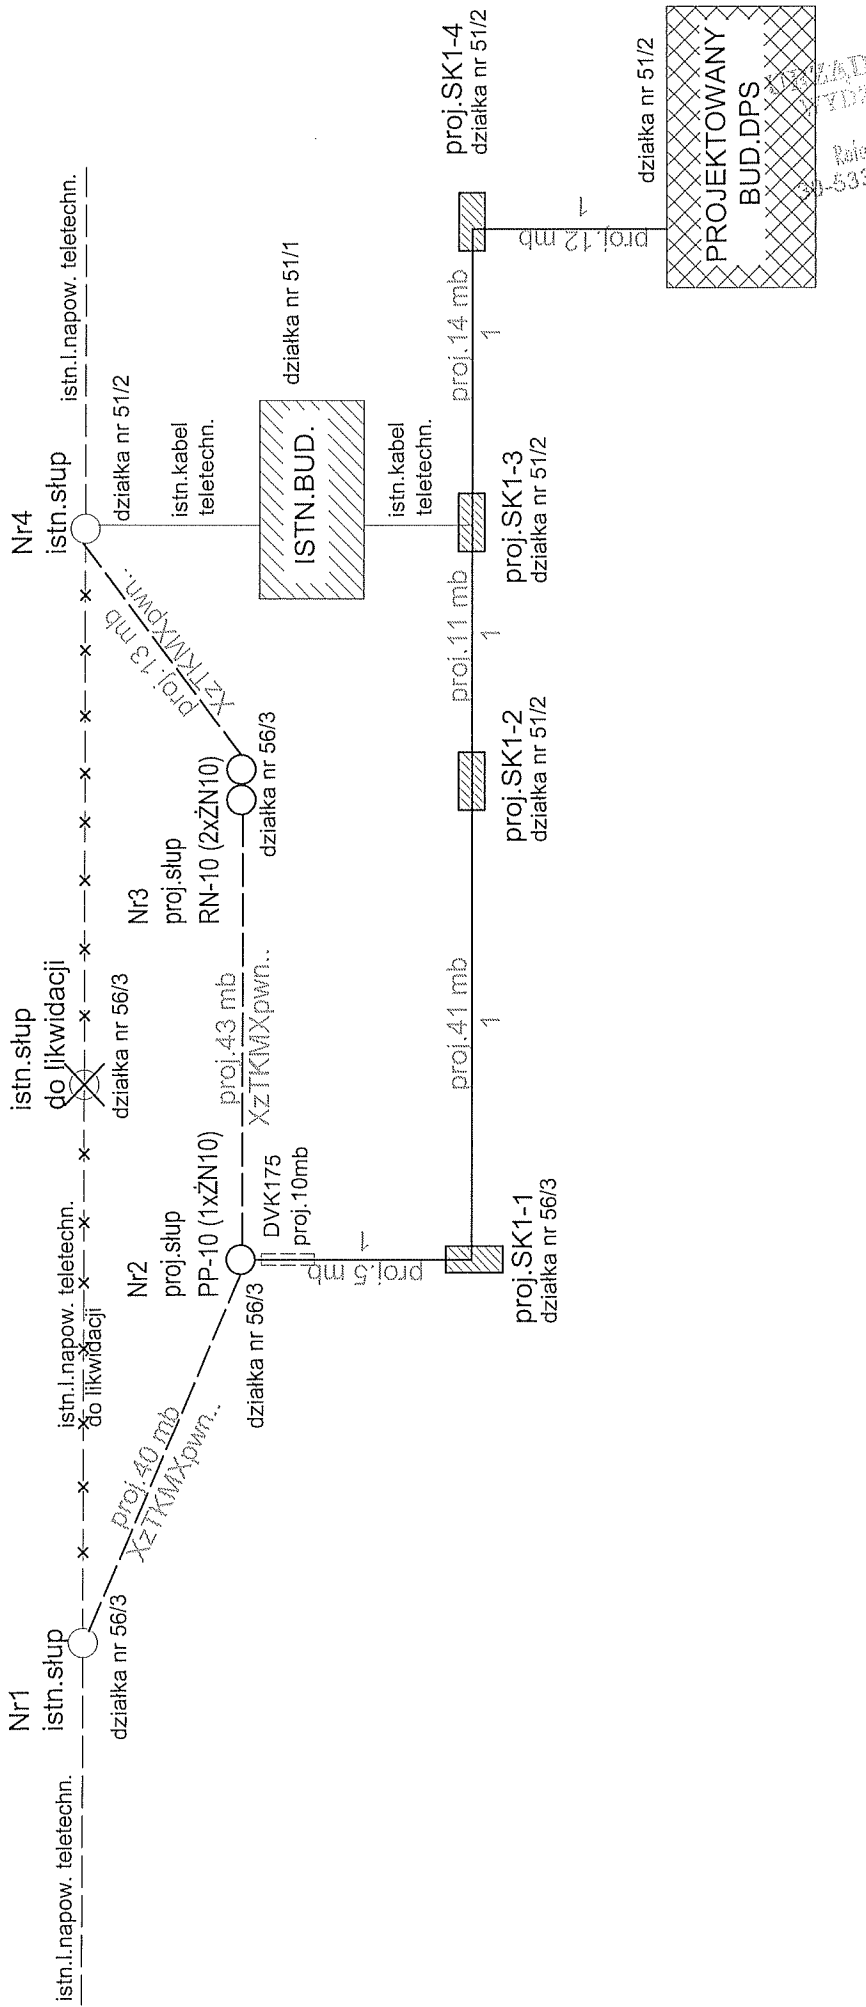 Nr1
istn.słup
działka nr 56/3
istn.l.napow. teletechn.
istn.l.napow. teletechn.
do likwidacji
istn.słup
do likwidacji
działka nr 56/3
Nr4
istn.słup
działka nr 51/2
istn.l.napow. teletechn.
proj.40 mb
XzTKMXpwn..
Nr2
proj.słup
PP-10 (1xŻN10)
działka nr 56/3
DVK175
proj.10mb
proj.43 mb
XzTKMXpwn..
Nr3
proj.słup
RN-10 (2xŻN10)
działka nr 56/3
proj.13 mb
XzTKMXpwn..
istn.kabel
teletechn.
ISTN.BUD.
działka nr 51/1
istn.kabel
teletechn.
proj.5 mb
1
proj.SK1-1
działka nr 56/3
proj.41 mb
1
proj.SK1-2
działka nr 51/2
proj.11 mb
1
proj.SK1-3
działka nr 51/2
proj.14 mb
1
proj.SK1-4
działka nr 51/2
proj.12 mb
1
działka nr 51/2
PROJEKTOWANY
BUD.DPS